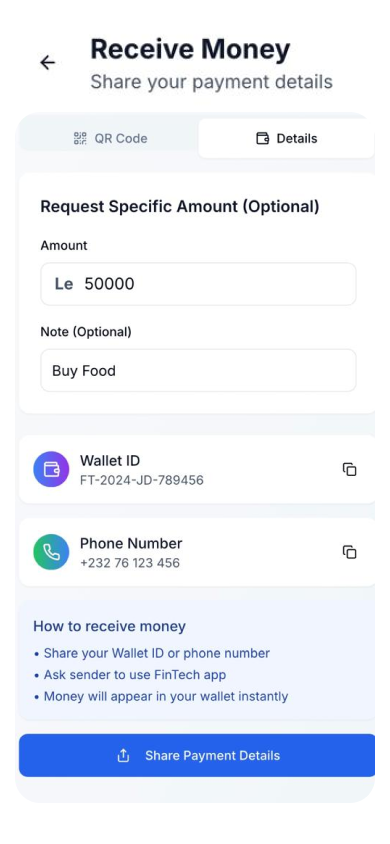 Receive Money
Share your payment details
QR Code
Details
Request Specific Amount (Optional)
Amount
Le 50000
Note (Optional)
Buy Food
Wallet ID
FT-2024-JD-789456
Phone Number
+232 76 123 456
How to receive money
• Share your Wallet ID or phone number
• Ask sender to use FinTech app
• Money will appear in your wallet instantly
Share Payment Details